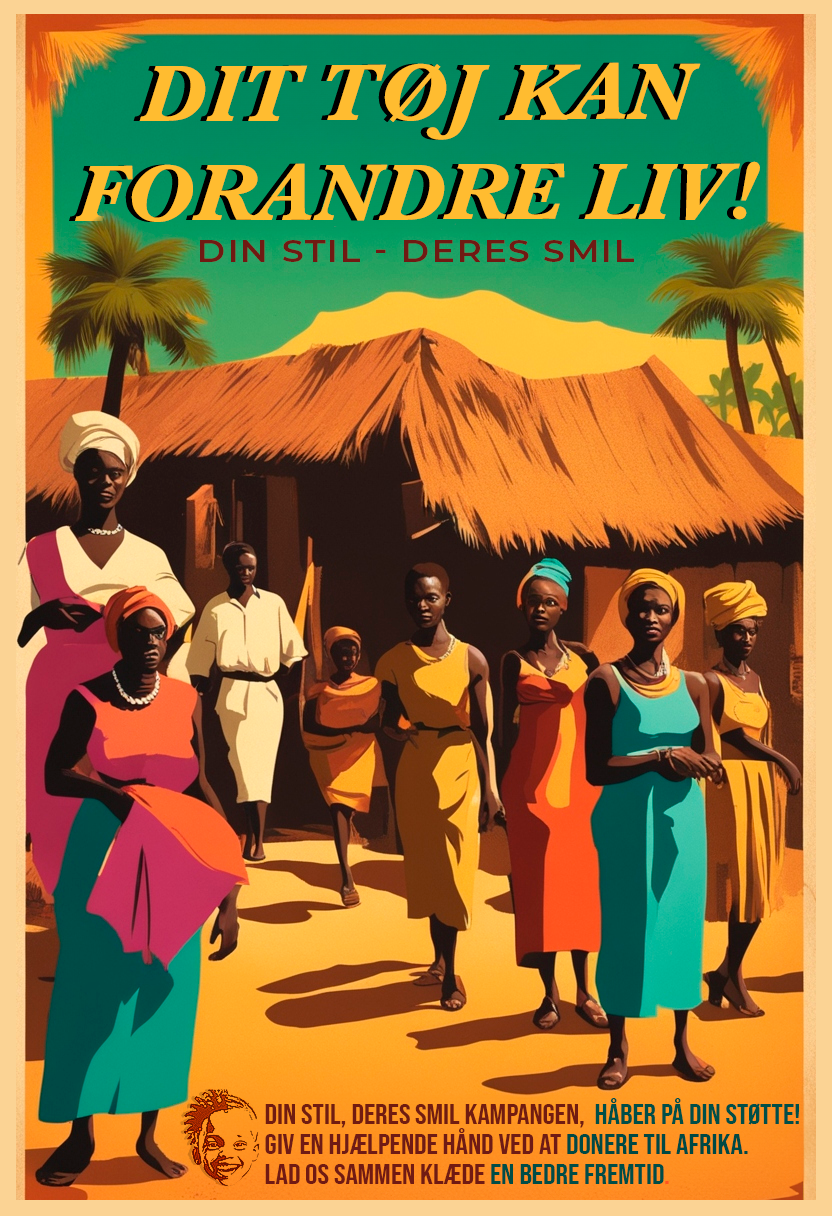 DIT TØJ KAN
FORANDRE LIV!
DIN STIL - DERES SMIL
DIN STIL, DERES SMIL KAMPANGEN, HÅBER PÅ DIN STØTTE!
GIV EN HJÆLPENDE HÅND VED AT DONERE TIL AFRIKA.
LAD OS SAMMEN KLÆDE EN BEDRE FREMTID.